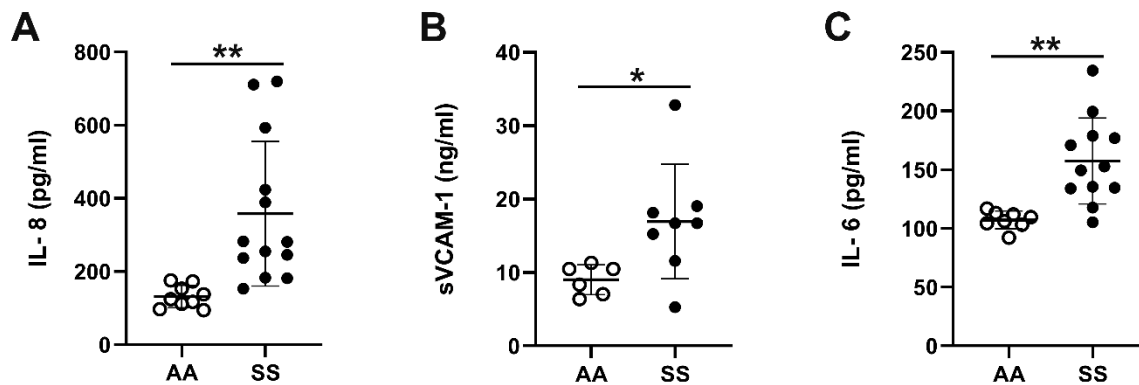 A
IL- 8 (pg/ml)
800
600
400
200
0
**
AA SS
B
sVCAM-1 (ng/ml)
40
30
20
10
0
*
AA SS
C
IL- 6 (pg/ml)
250
200
150
100
50
0
**
AA SS